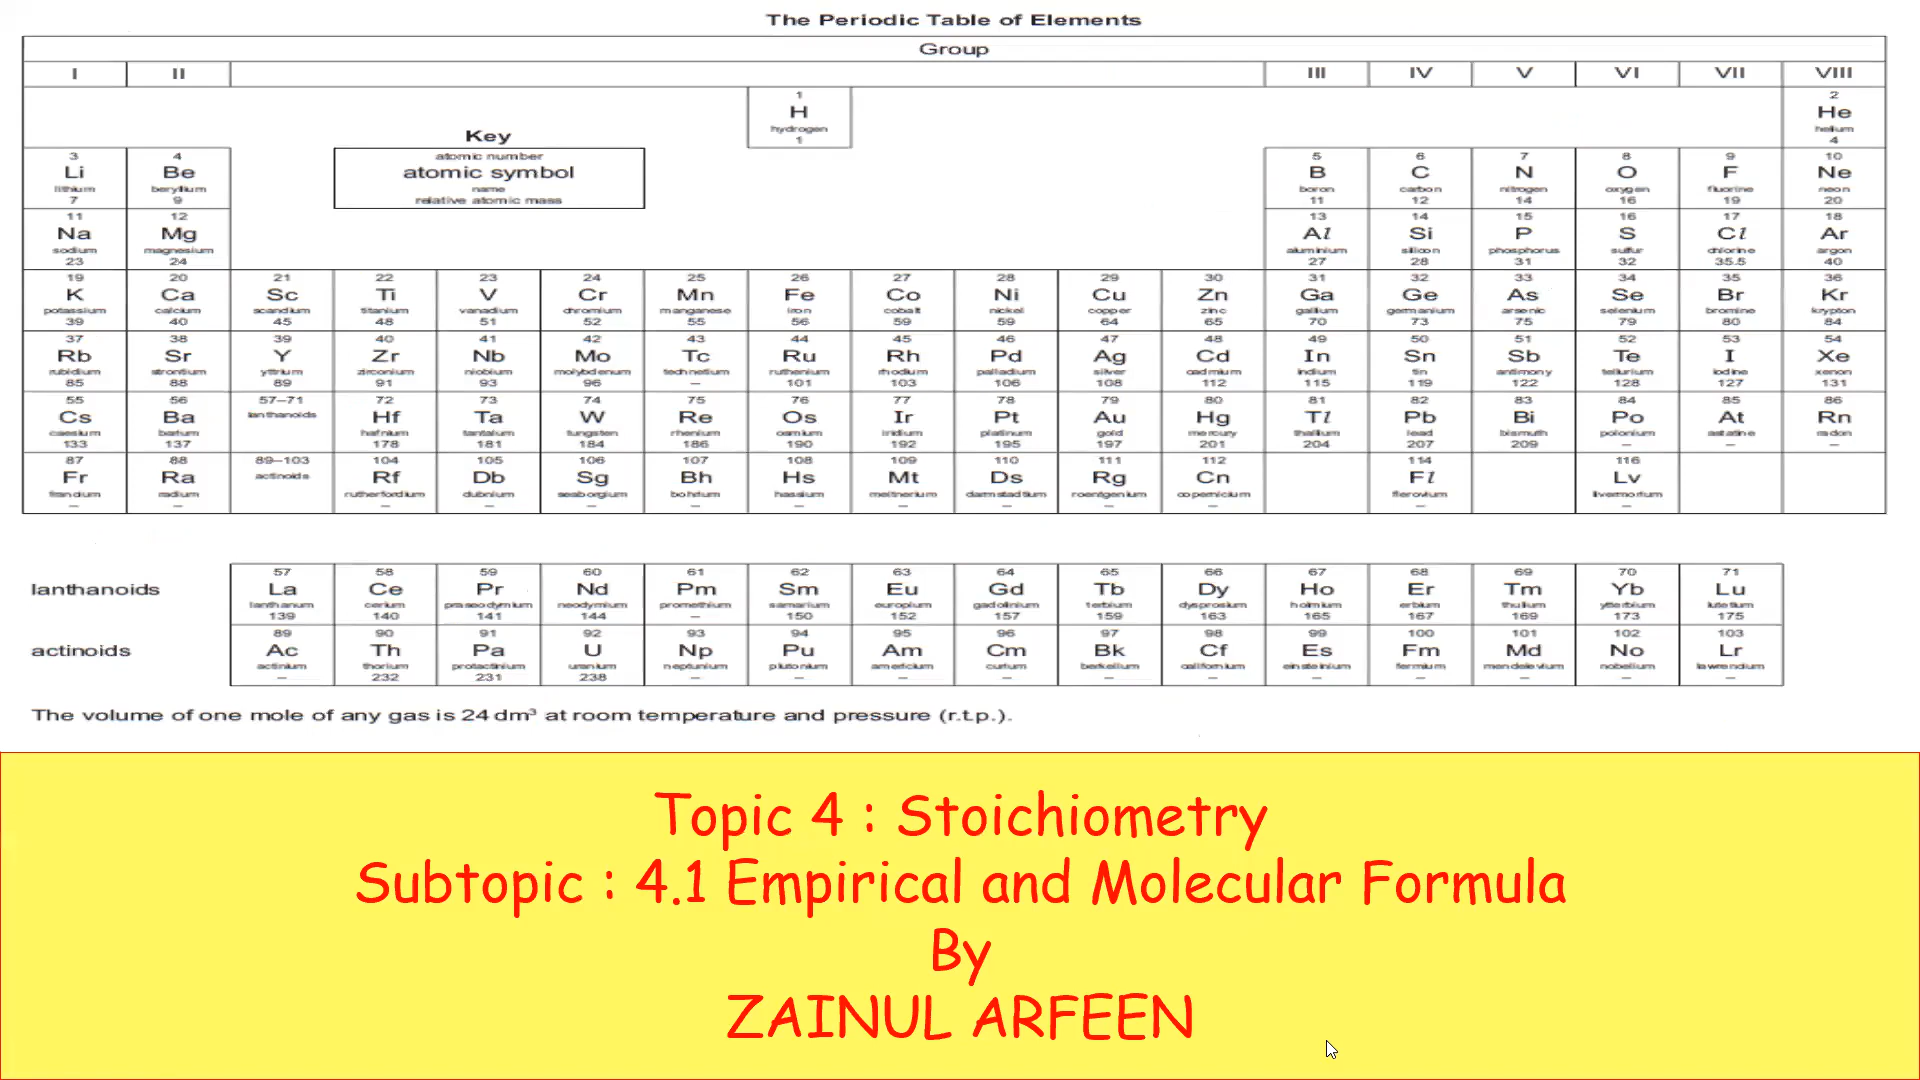 The Periodic Table of Elements
Group
I II III IV V VI VII VIII
1 2
H He
hydrogen helium
1 4
Key
atomic number
atomic symbol
name
relative atomic mass
3 4 5 6 7 8 9 10
Li Be B C N O F Ne
lithium beryllium boron carbon nitrogen oxygen fluorine neon
7 9 11 12 14 16 19 20
11 12 13 14 15 16 17 18
Na Mg Al Si P S Cl Ar
sodium magnesium aluminium silicon phosphorus sulfur chlorine argon
23 24 27 28 31 32 35.5 40
19 20 21 22 23 24 25 26 27 28 29 30 31 32 33 34 35 36
K Ca Sc Ti V Cr Mn Fe Co Ni Cu Zn Ga Ge As Se Br Kr
potassium calcium scandium titanium vanadium chromium manganese iron cobalt nickel copper zinc gallium germanium arsenic selenium bromine krypton
39 40 45 48 51 52 55 56 59 59 64 65 70 73 75 79 80 84
37 38 39 40 41 42 43 44 45 46 47 48 49 50 51 52 53 54
Rb Sr Y Zr Nb Mo Tc Ru Rh Pd Ag Cd In Sn Sb Te I Xe
rubidium strontium yttrium zirconium niobium molybdenum technetium ruthenium rhodium palladium silver cadmium indium tin antimony tellurium iodine xenon
85 88 89 91 93 96 – 101 103 106 108 112 115 119 122 128 127 131
55 56 57–71 72 73 74 75 76 77 78 79 80 81 82 83 84 85 86
Cs Ba lanthanoids Hf Ta W Re Os Ir Pt Au Hg Tl Pb Bi Po At Rn
caesium barium hafnium tantalum tungsten rhenium osmium iridium platinum gold mercury thallium lead bismuth polonium astatine radon
133 137 178 181 184 186 190 192 195 197 201 204 207 209 – – –
87 88 89–103 104 105 106 107 108 109 110 111 112 114 116
Fr Ra actinoids Rf Db Sg Bh Hs Mt Ds Rg Cn Fl Lv
francium radium rutherfordium dubnium seaborgium bohrium hassium meitnerium darmstadtium roentgenium copernicium flerovium livermorium
– – – – – – – – – – – – –
57 58 59 60 61 62 63 64 65 66 67 68 69 70 71
lanthanoids La Ce Pr Nd Pm Sm Eu Gd Tb Dy Ho Er Tm Yb Lu
lanthanum cerium praseodymium neodymium promethium samarium europium gadolinium terbium dysprosium holmium erbium thulium ytterbium lutetium
139 140 141 144 – 150 152 157 159 163 165 167 169 173 175
89 90 91 92 93 94 95 96 97 98 99 100 101 102 103
actinoids Ac Th Pa U Np Pu Am Cm Bk Cf Es Fm Md No Lr
actinium thorium protactinium uranium neptunium plutonium americium curium berkelium californium einsteinium fermium mendelevium nobelium lawrencium
– 232 231 238 – – – – – – – – – – –
The volume of one mole of any gas is 24 dm³ at room temperature and pressure (r.t.p.).
Topic 4 : Stoichiometry
Subtopic : 4.1 Empirical and Molecular Formula
By
ZAINUL ARFEEN